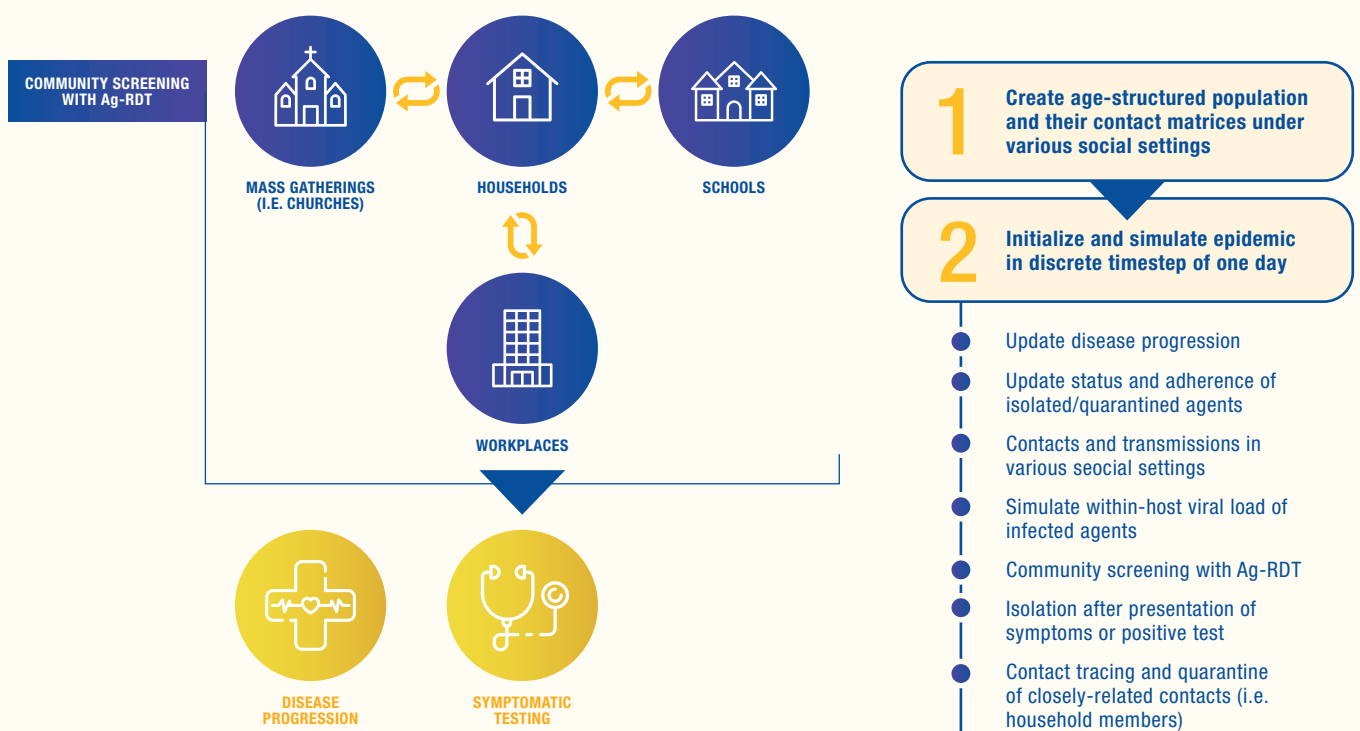 COMMUNITY SCREENING
WITH Ag-RDT
MASS GATHERINGS
(I.E. CHURCHES)
HOUSEHOLDS
SCHOOLS
WORKPLACES
DISEASE
PROGRESSION
SYMPTOMATIC
TESTING
1
Create age-structured population
and their contact matrices under
various social settings
2
Initialize and simulate epidemic
in discrete timestep of one day
Update disease progression
Update status and adherence of
isolated/quarantined agents
Contacts and transmissions in
various seocial settings
Simulate within-host viral load of
infected agents
Community screening with Ag-RDT
Isolation after presentation of
symptoms or positive test
Contact tracing and quarantine
of closely-related contacts (i.e.
household members)